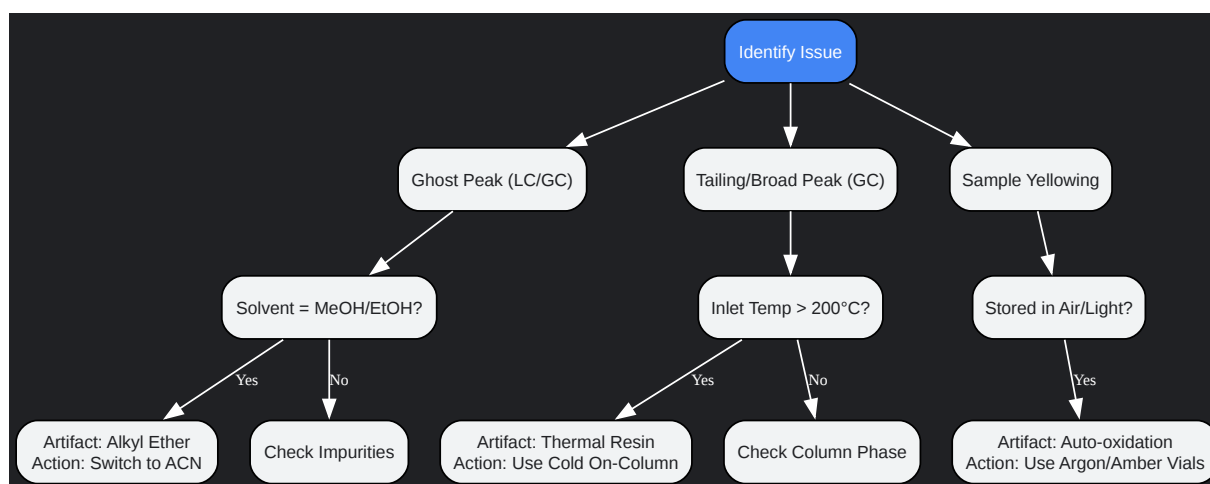 Identify Issue
Ghost Peak (LC/GC)
Tailing/Broad Peak (GC)
Sample Yellowing
Solvent = MeOH/EtOH?
Inlet Temp > 200°C?
Stored in Air/Light?
Yes
No
Yes
No
Yes
Artifact: Alkyl Ether
Action: Switch to ACN
Check Impurities
Artifact: Thermal Resin
Action: Use Cold On-Column
Check Column Phase
Artifact: Auto-oxidation
Action: Use Argon/Amber Vials